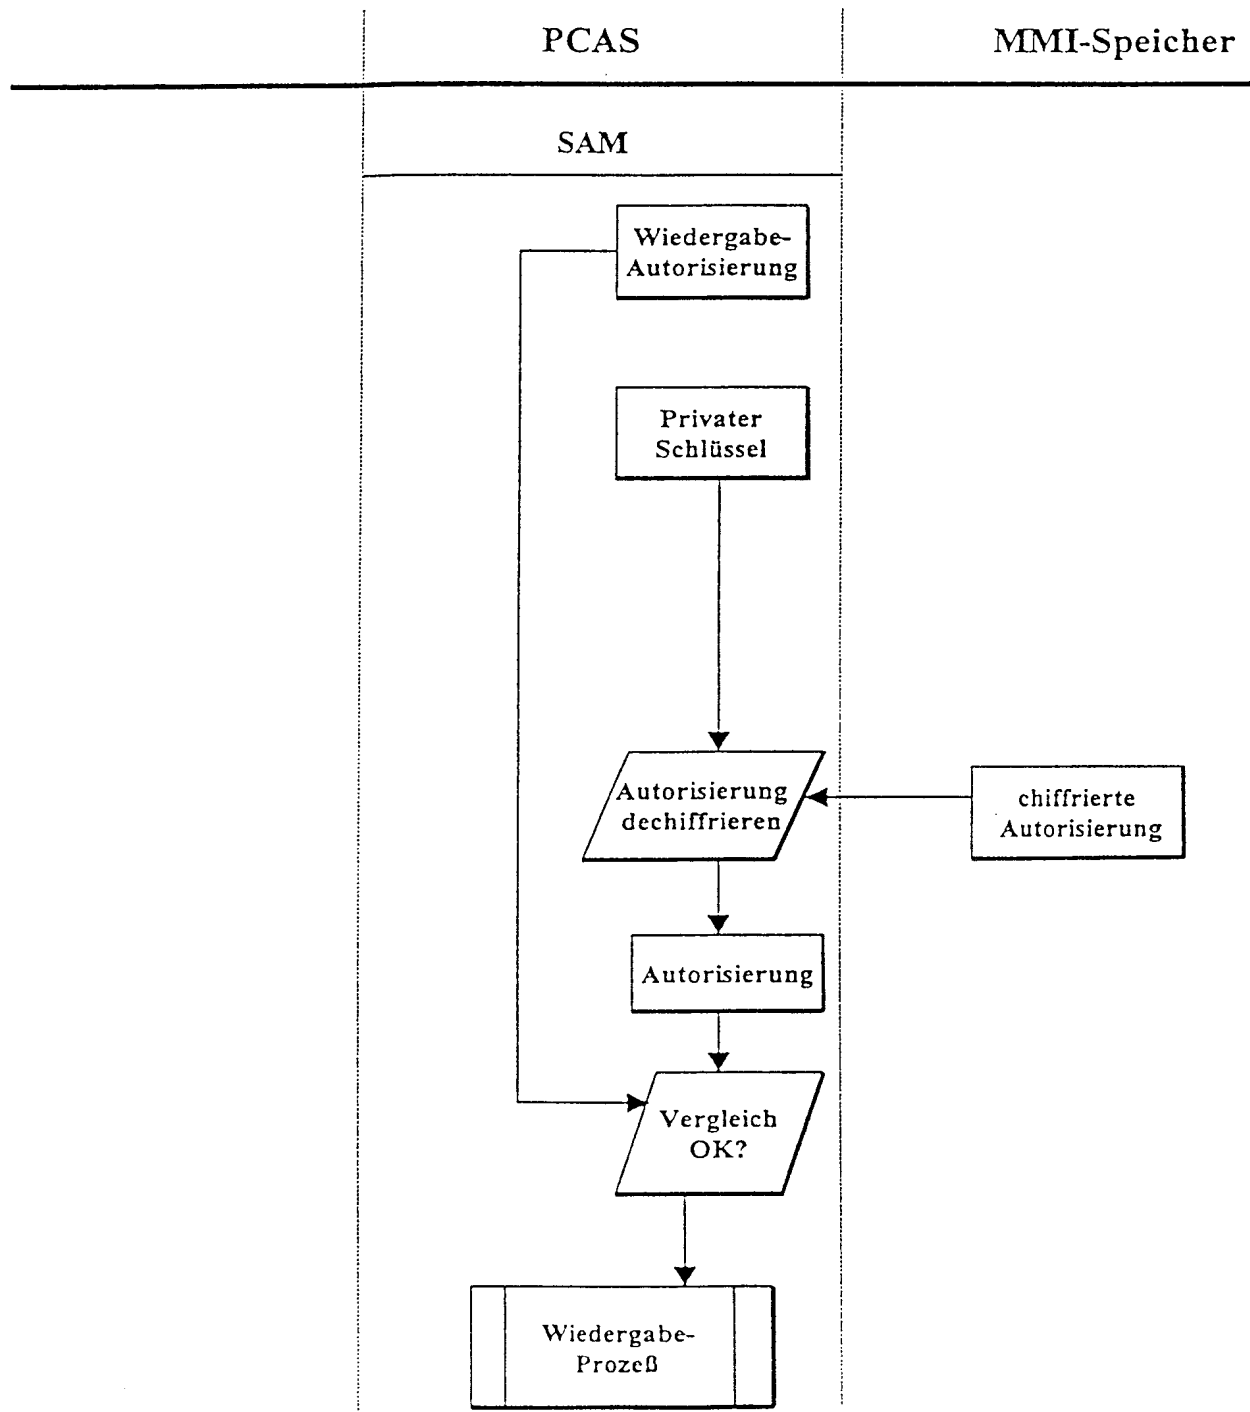 PCAS
MMI-Speicher
SAM
Wiedergabe-
Autorisierung
Privater
Schlüssel
Autorisierung
dechiffrieren
chiffrierte
Autorisierung
Autorisierung
Vergleich
OK?
Wiedergabe-
Prozeß